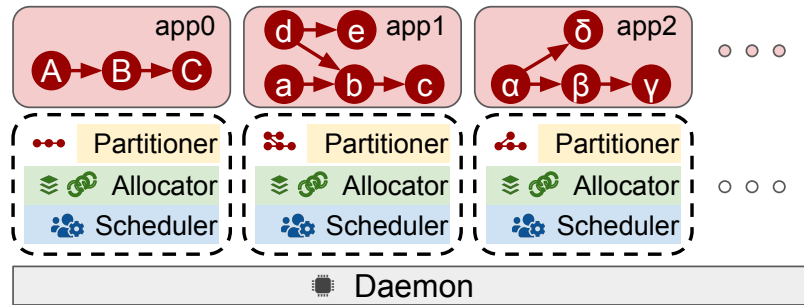 app0
A B C
d e app1
a b c
δ app2
α β γ
Partitioner
Allocator
Scheduler
Partitioner
Allocator
Scheduler
Partitioner
Allocator
Scheduler
Daemon